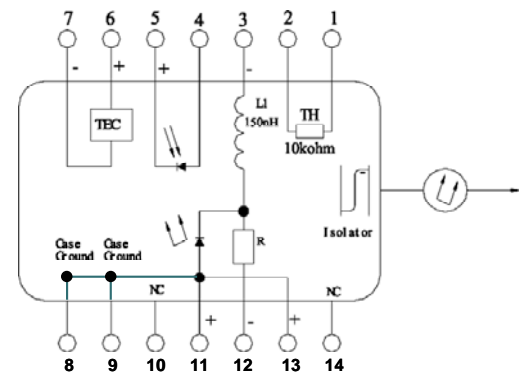 7 6 5 4 3 2 1
- + + -
TEC
L1
150nH
TH
10kohm
Isolator
R
Case Ground
Case Ground
NC
NC
+ - +
8 9 10 11 12 13 14